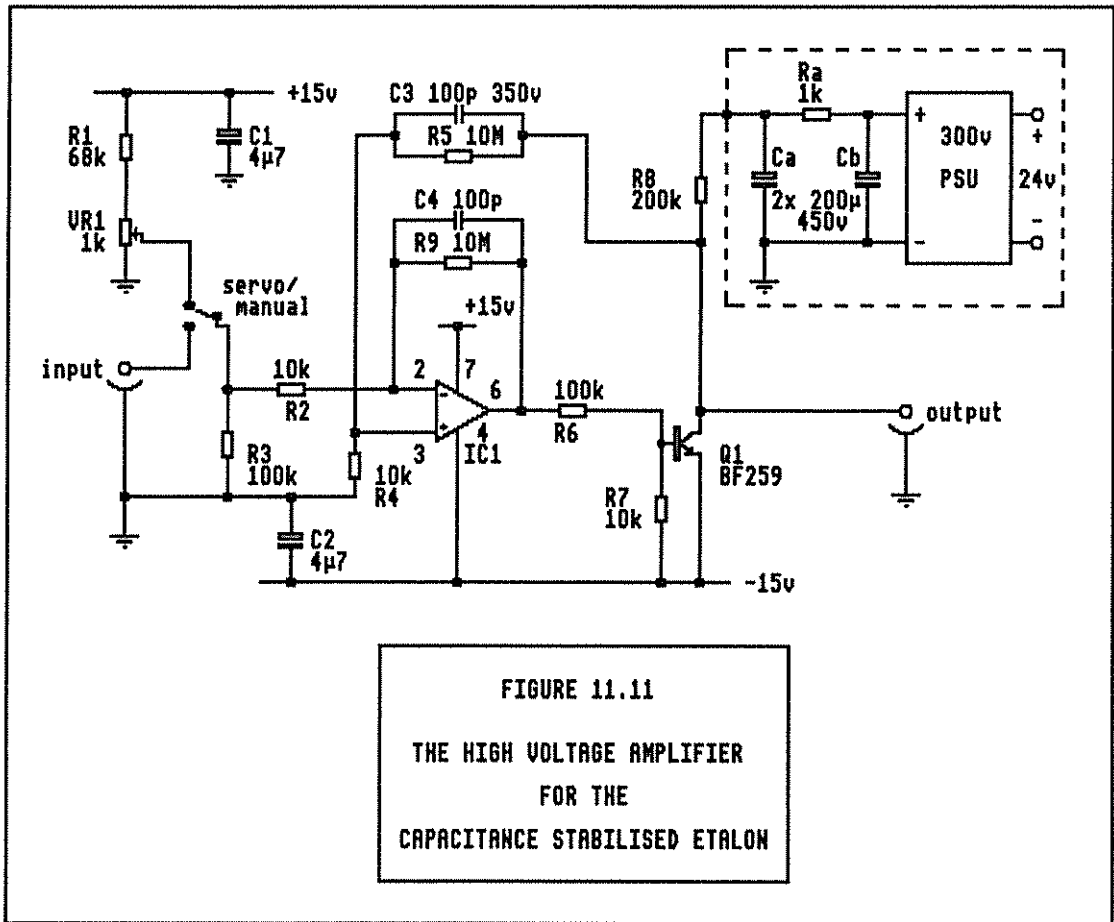 +15v
R1
68k
C1
4µ7
VR1
1k
servo/
manual
input
10k
R2
R3
100k
C2
4µ7
C3 100p 350v
R5 10M
C4 100p
R9 10M
+15v
2
7
6
-
+
4
3
IC1
10k
R4
100k
R6
R7
10k
Q1
BF259
-15v
R8
200k
Ra
1k
Ca
Cb
2x 200µ
450v
+
300v
PSU
-
+
24v
-
output
FIGURE 11.11
THE HIGH VOLTAGE AMPLIFIER
FOR THE
CAPACITANCE STABILISED ETALON